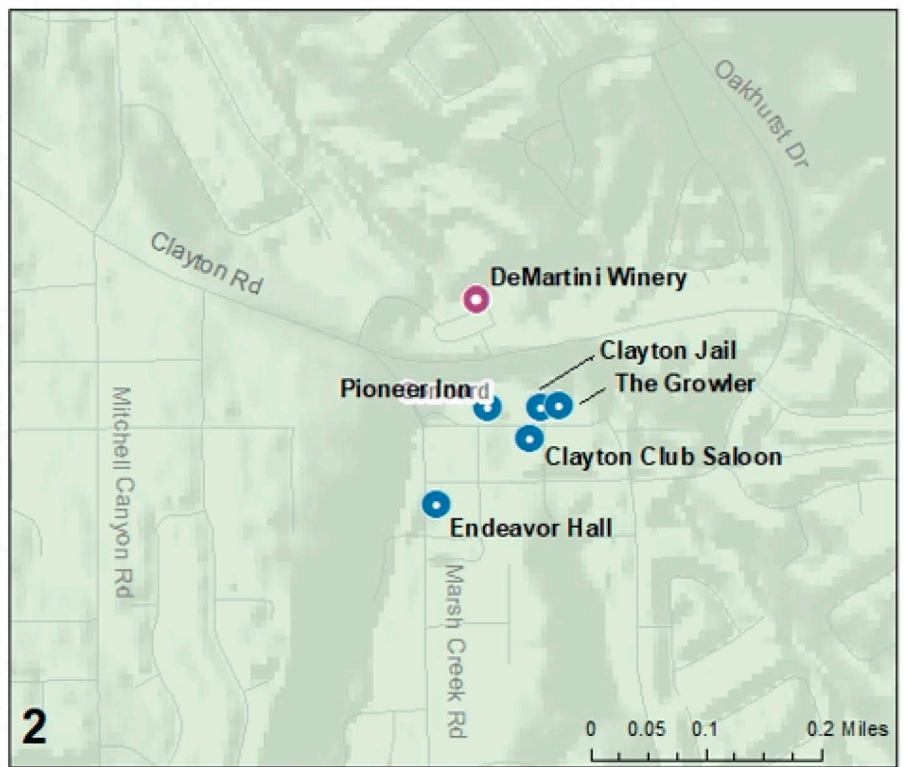 Oakhurst Dr
Clayton Rd
DeMartini Winery
Clayton Jail
The Growler
Pioneer Inn
Clayton Club Saloon
Endeavor Hall
Mitchell Canyon Rd
Marsh Creek Rd
2
0 0.05 0.1 0.2 Miles